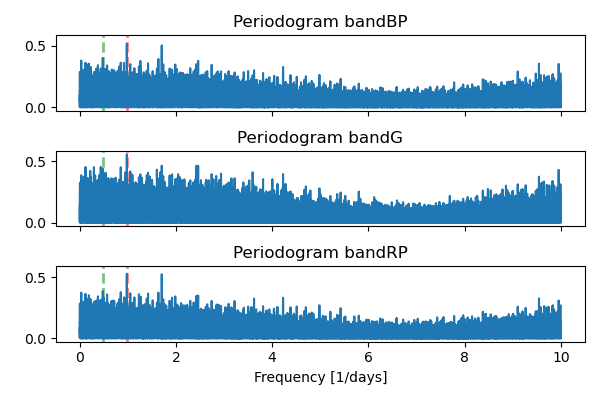 Periodogram bandBP
0.5
0.0
Periodogram bandG
0.5
0.0
Periodogram bandRP
0.5
0.0
0 2 4 6 8 10
Frequency [1/days]